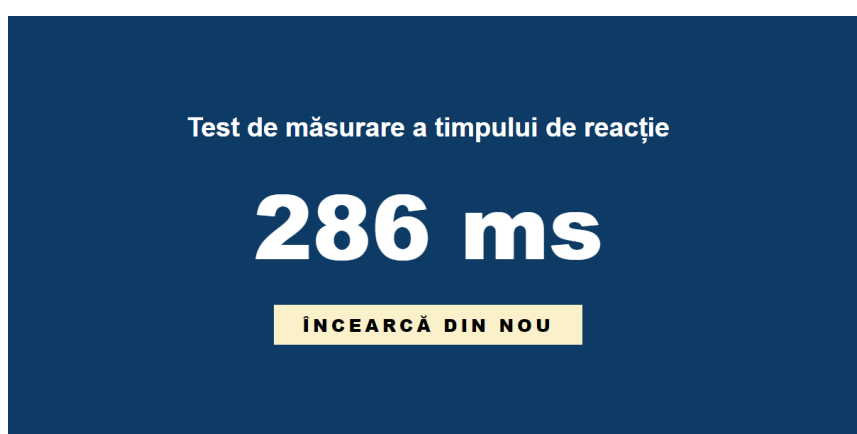 Test de măsurare a timpului de reacție
286 ms
ÎNCEARCĂ DIN NOU